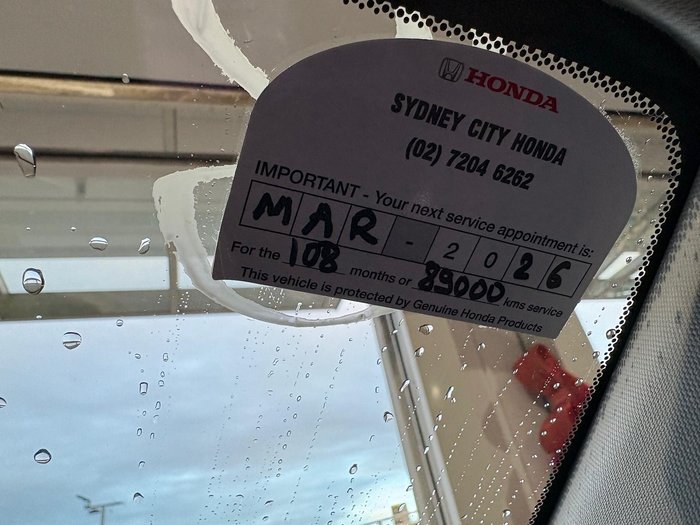 HONDA
SYDNEY CITY HONDA
(02) 7204 6262
IMPORTANT - Your next service appointment is:
MAR - 2026
For the 108 months or 89000 kms service
This vehicle is protected by Genuine Honda Products